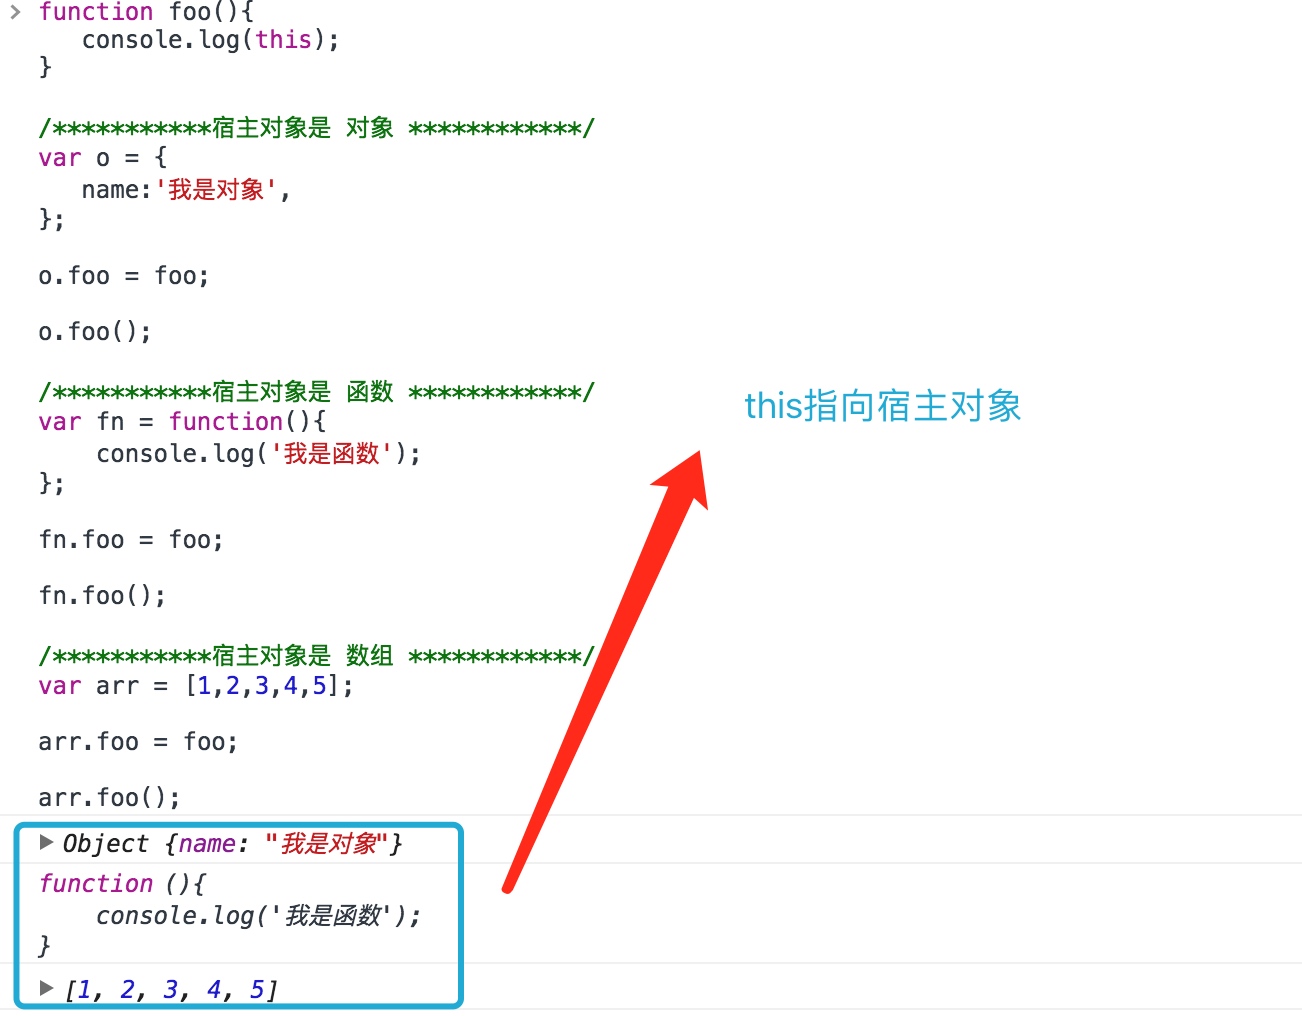 function foo(){
console.log(this);
}
/***********宿主对象是 对象 ************/
var o = {
name:'我是对象',
};
o.foo = foo;
o.foo();
/***********宿主对象是 函数 ************/
var fn = function(){
console.log('我是函数');
};
fn.foo = foo;
fn.foo();
/***********宿主对象是 数组 ************/
var arr = [1,2,3,4,5];
arr.foo = foo;
arr.foo();
this指向宿主对象
Object {name: "我是对象"}
function (){
console.log('我是函数');
}
[1, 2, 3, 4, 5]